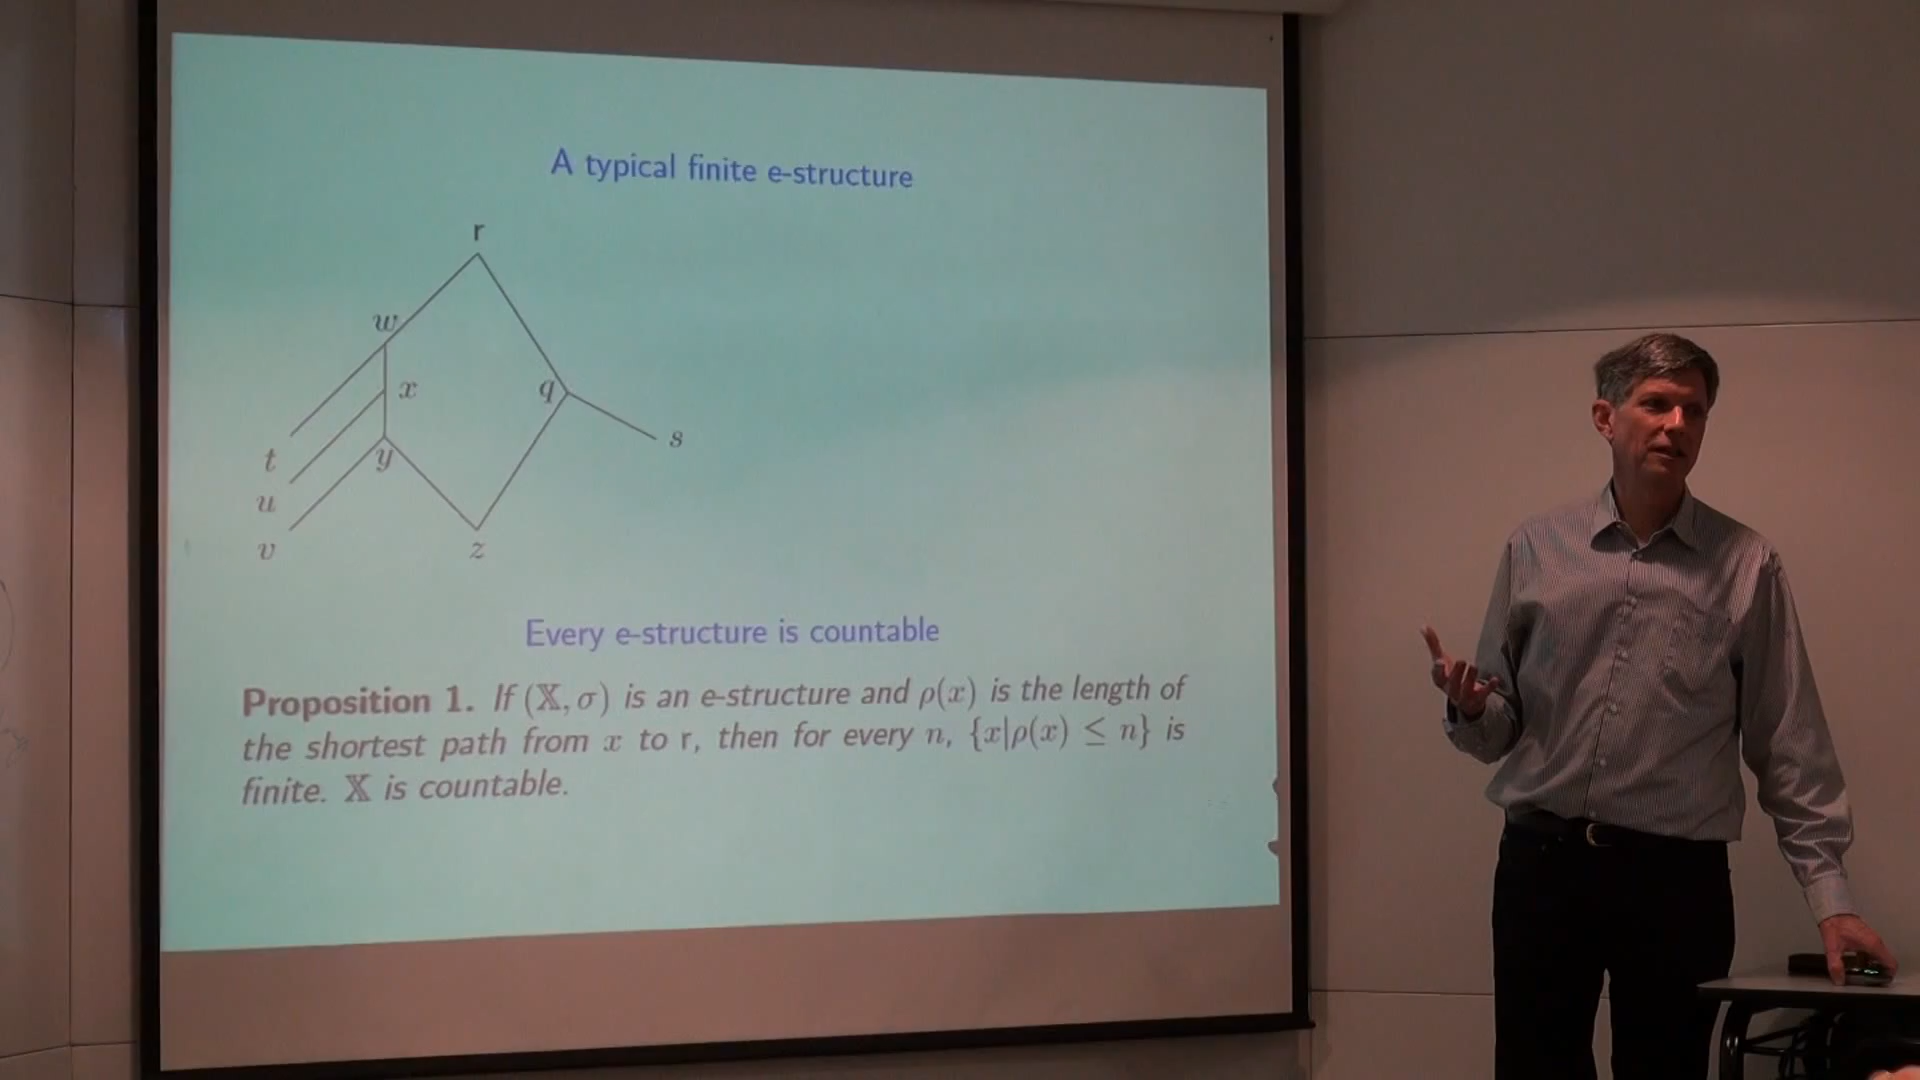 A typical finite e-structure
r
w
x
q
t
y
s
u
v
z
Every e-structure is countable
Proposition 1. If (𝕏, σ) is an e-structure and ρ(x) is the length of
the shortest path from x to r, then for every n, {x|ρ(x) ≤ n} is
finite. 𝕏 is countable.